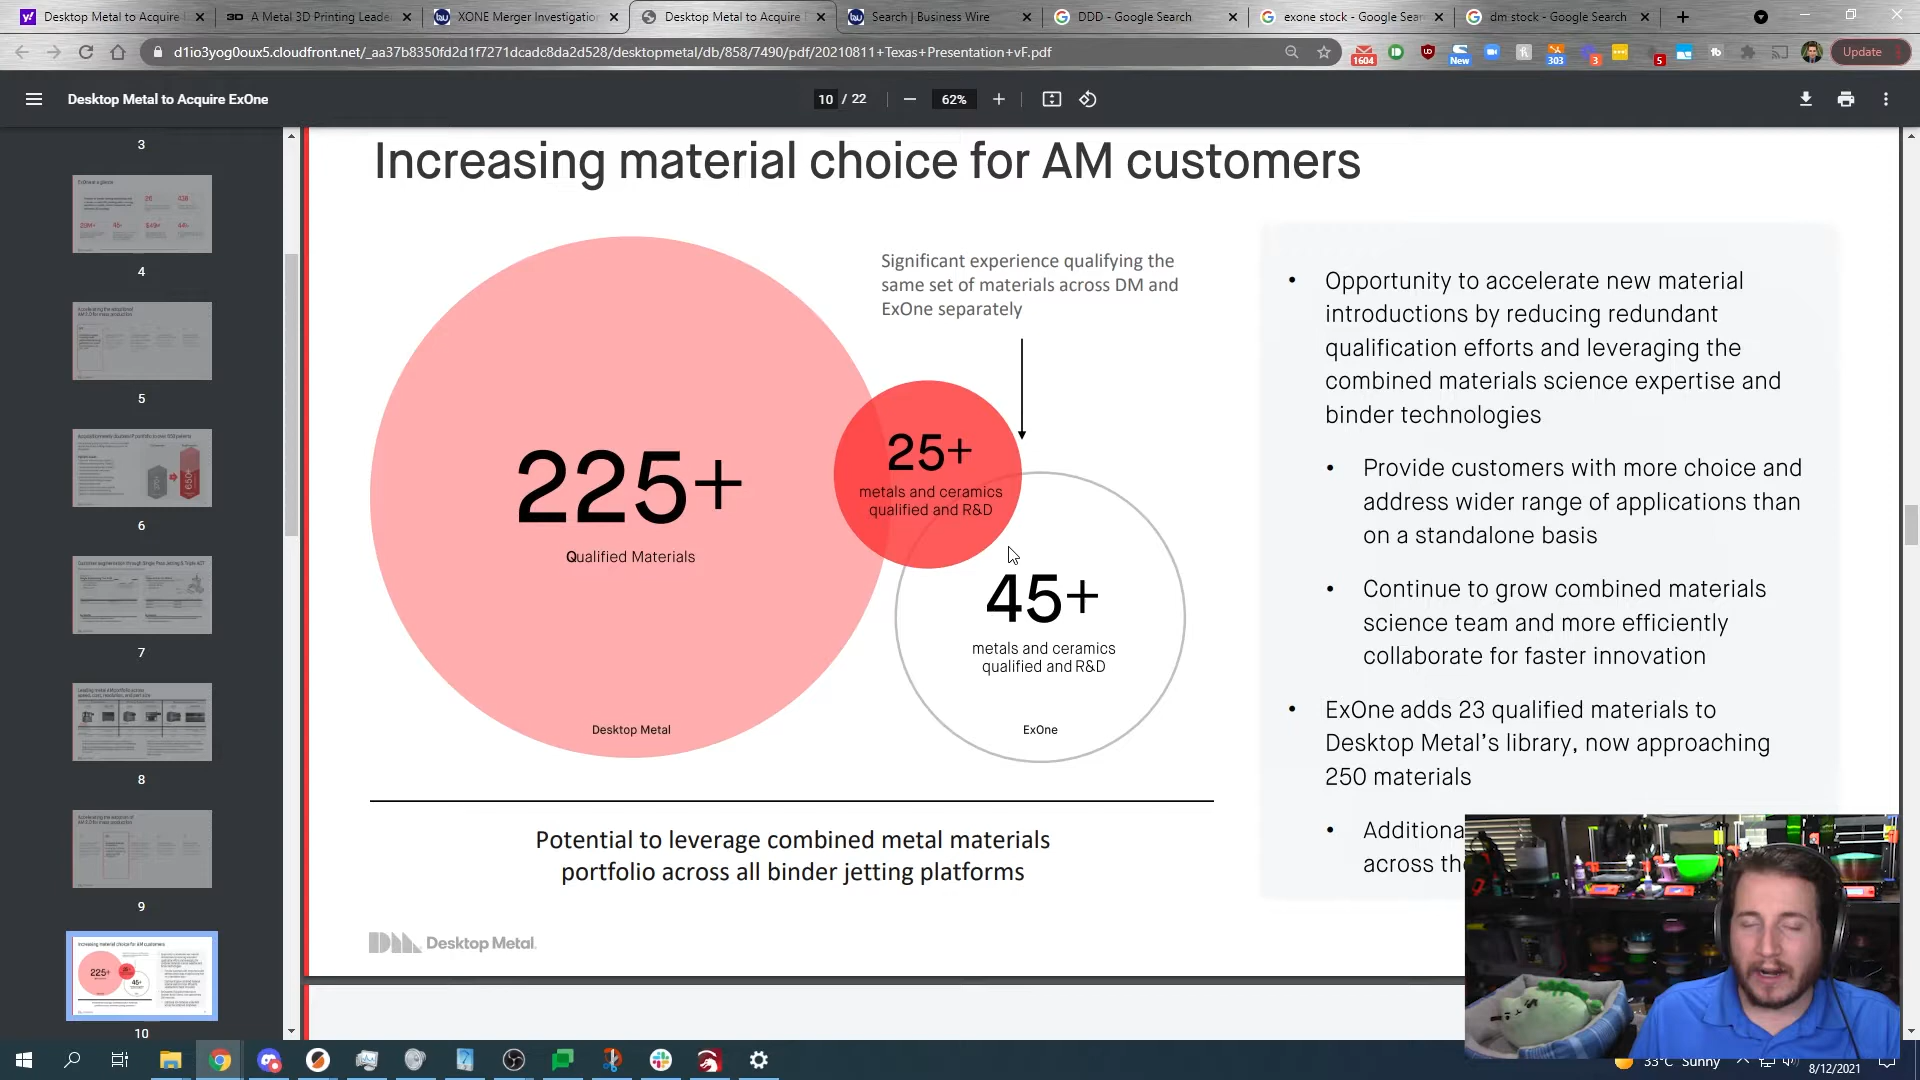 Desktop Metal to Acquire
A Metal 3D Printing Leade
XONE Merger Investigation
Desktop Metal to Acquire
Search | Business Wire
DDD - Google Search
exone stock - Google Sear
dm stock - Google Search
d1io3yog0oux5.cloudfront.net/_aa37b8350fd2d1f7271dcadc8da2d528/desktopmetal/db/858/7490/pdf/20210811+Texas+Presentation+vF.pdf
1604
New
303
3
5
Update
Desktop Metal to Acquire ExOne
10 / 22
62%
3
4
5
6
7
8
9
10
Increasing material choice for AM customers
Significant experience qualifying the
same set of materials across DM and
ExOne separately
225+
Qualified Materials
Desktop Metal
25+
metals and ceramics
qualified and R&D
45+
metals and ceramics
qualified and R&D
ExOne
Potential to leverage combined metal materials
portfolio across all binder jetting platforms
Desktop Metal.
• Opportunity to accelerate new material
introductions by reducing redundant
qualification efforts and leveraging the
combined materials science expertise and
binder technologies
• Provide customers with more choice and
address wider range of applications than
on a standalone basis
• Continue to grow combined materials
science team and more efficiently
collaborate for faster innovation
• ExOne adds 23 qualified materials to
Desktop Metal's library, now approaching
250 materials
• Additiona
across th
33°C Sunny
8/12/2021